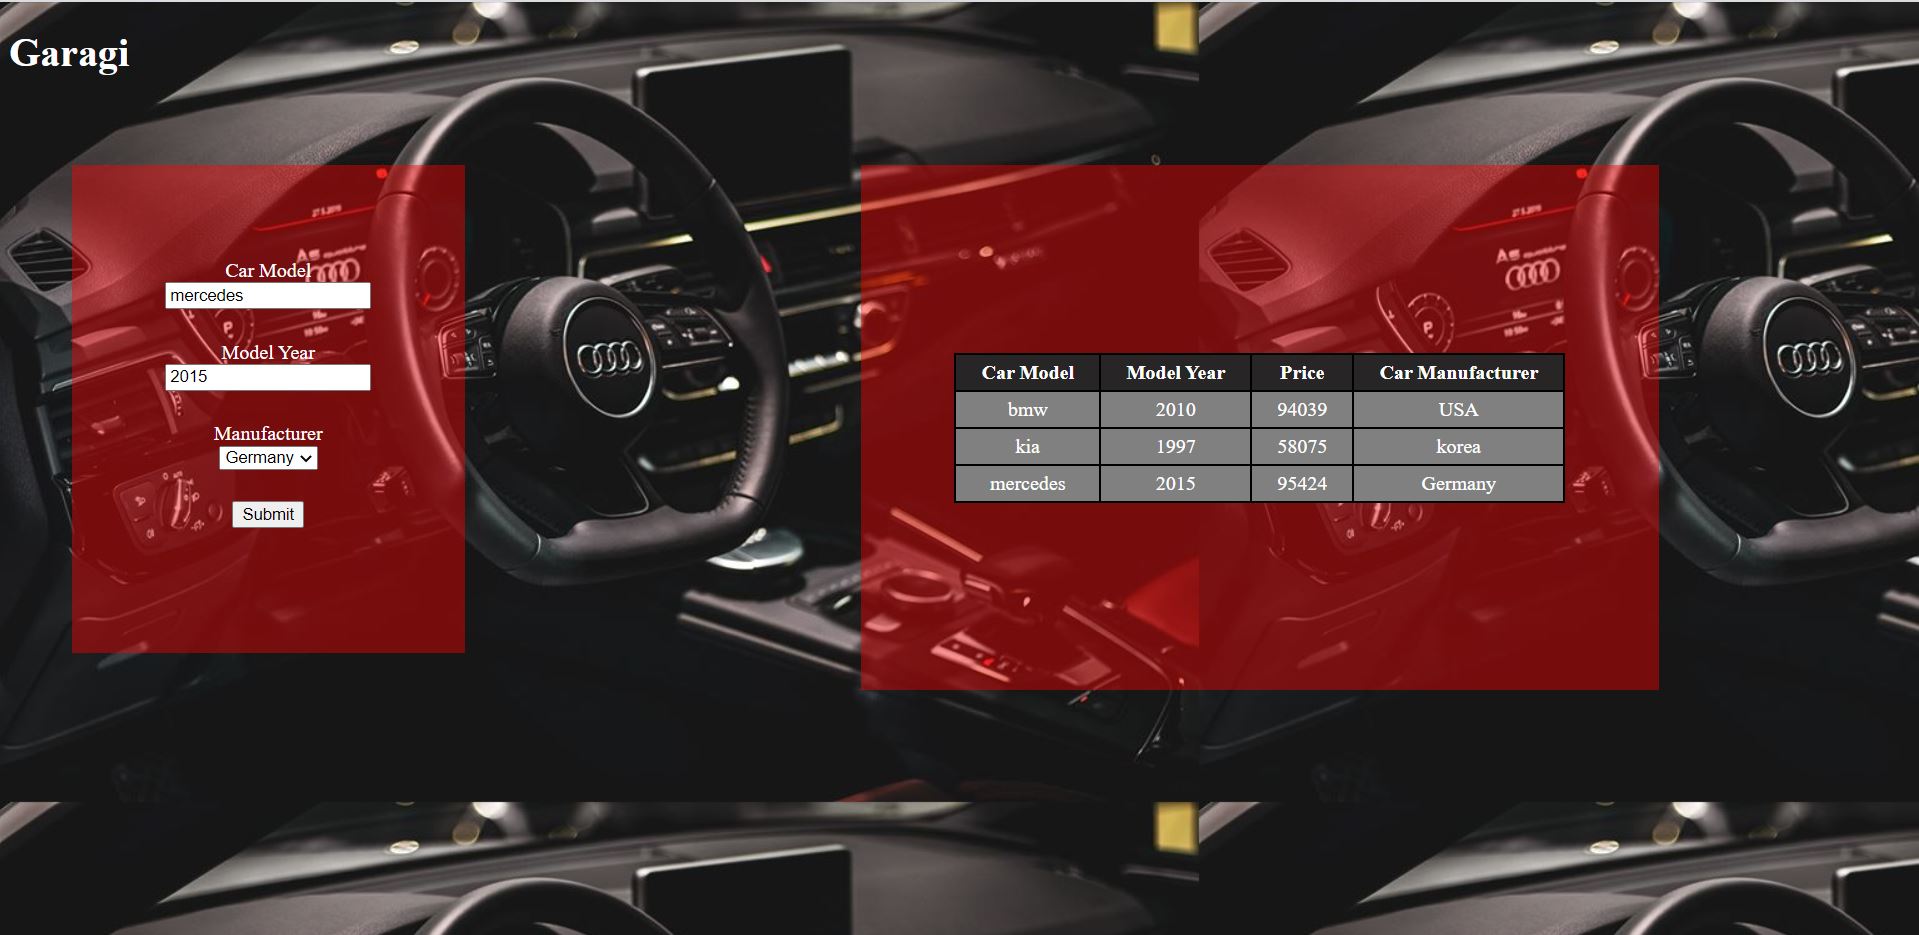 Garagi
Car Model
mercedes
Model Year
2015
Manufacturer
Germany
Submit
Car Model Model Year Price Car Manufacturer
bmw 2010 94039 USA
kia 1997 58075 korea
mercedes 2015 95424 Germany